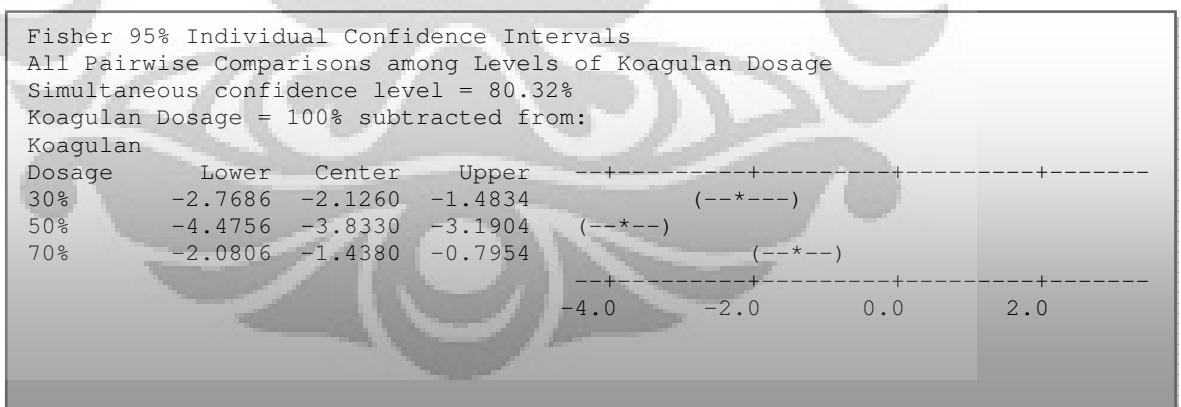 Fisher 95% Individual Confidence Intervals
All Pairwise Comparisons among Levels of Koagulan Dosage
Simultaneous confidence level = 80.32%
Koagulan Dosage = 100% subtracted from:
Koagulan
Dosage Lower Center Upper --+---------+---------+---------+-------
30% -2.7686 -2.1260 -1.4834 (--*---)
50% -4.4756 -3.8330 -3.1904 (--*--)
70% -2.0806 -1.4380 -0.7954 (--*--)
--+---------+---------+---------+-------
-4.0 -2.0 0.0 2.0